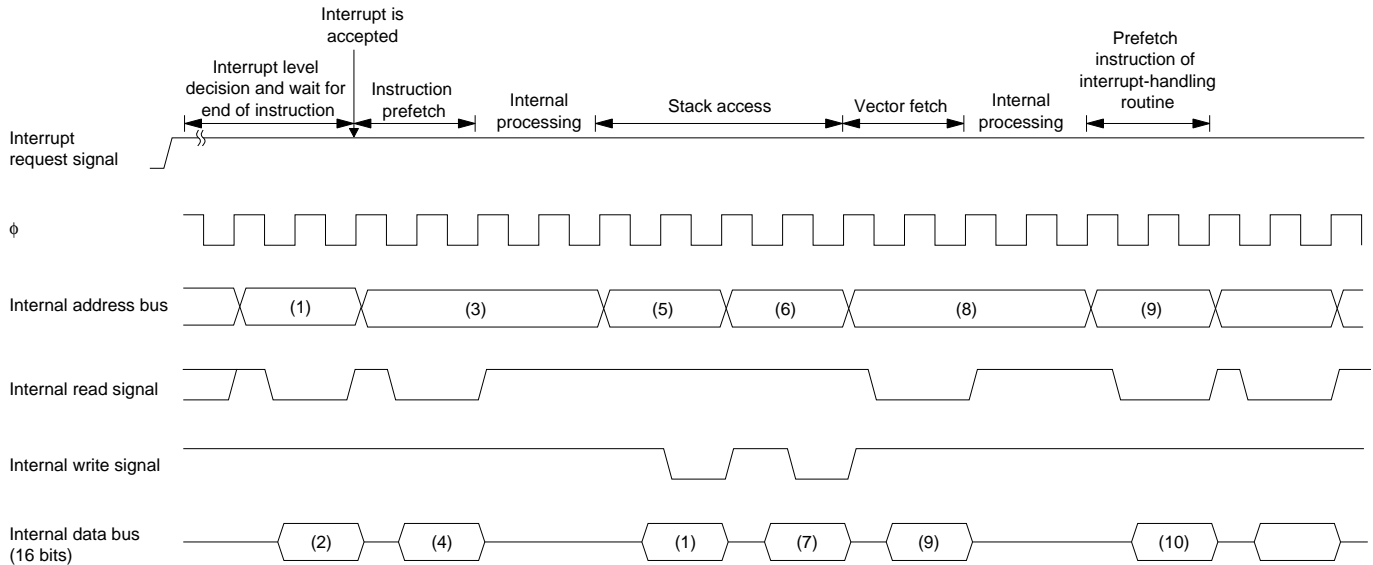 Interrupt is
accepted
Interrupt level
decision and wait for
end of instruction
Instruction
prefetch
Internal
processing
Stack access
Vector fetch
Internal
processing
Prefetch
instruction of
interrupt-handling
routine
Interrupt
request signal
ϕ
Internal address bus
(1)
(3)
(5)
(6)
(8)
(9)
Internal read signal
Internal write signal
Internal data bus
(16 bits)
(2)
(4)
(1)
(7)
(9)
(10)